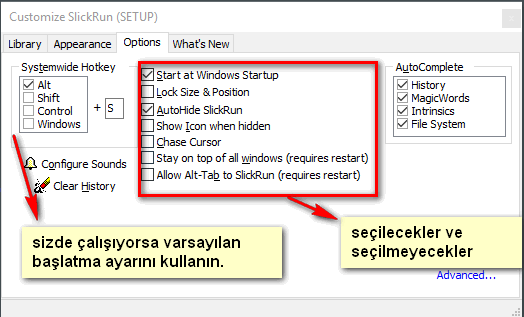 Customize SlickRun (SETUP)
Library Appearance Options What's New
Systemwide Hotkey
Alt
Shift
Control
Windows
+ S
Configure Sounds
Clear History
Start at Windows Startup
Lock Size & Position
AutoHide SlickRun
Show Icon when hidden
Chase Cursor
Stay on top of all windows (requires restart)
Allow Alt-Tab to SlickRun (requires restart)
AutoComplete
History
MagicWords
Intrinsics
File System
sizde çalışıyorsa varsayılan
başlatma ayarını kullanın.
seçilecekler ve
seçilmeyecekler
Advanced...